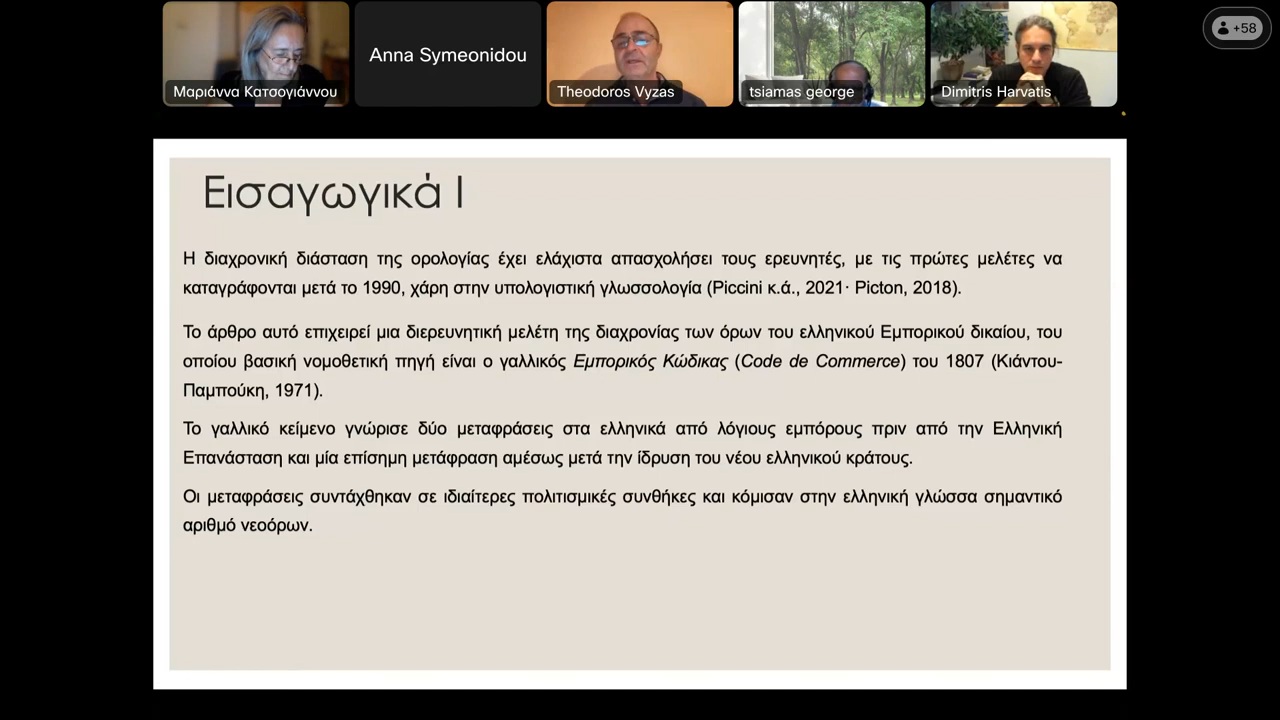 Μαριάννα Κατσογιάννου
Anna Symeonidou
Theodoros Vyzas
tsiamas george
Dimitris Harvatis
+58
Εισαγωγικά Ι
Η διαχρονική διάσταση της ορολογίας έχει ελάχιστα απασχολήσει τους ερευνητές, με τις πρώτες μελέτες να
καταγράφονται μετά το 1990, χάρη στην υπολογιστική γλωσσολογία (Piccini κ.ά., 2021· Picton, 2018).
Το άρθρο αυτό επιχειρεί μια διερευνητική μελέτη της διαχρονίας των όρων του ελληνικού Εμπορικού δικαίου, του
οποίου βασική νομοθετική πηγή είναι ο γαλλικός Εμπορικός Κώδικας (Code de Commerce) του 1807 (Κιάντου-
Παμπούκη, 1971).
Το γαλλικό κείμενο γνώρισε δύο μεταφράσεις στα ελληνικά από λόγιους εμπόρους πριν από την Ελληνική
Επανάσταση και μία επίσημη μετάφραση αμέσως μετά την ίδρυση του νέου ελληνικού κράτους.
Οι μεταφράσεις συντάχθηκαν σε ιδιαίτερες πολιτισμικές συνθήκες και κόμισαν στην ελληνική γλώσσα σημαντικό
αριθμό νεοόρων.